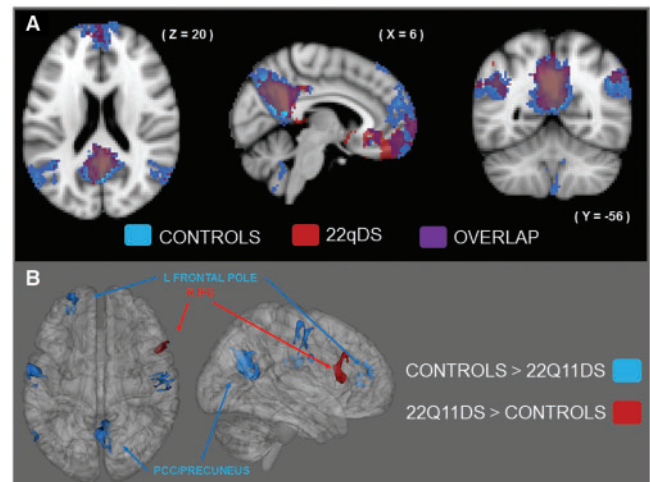 A
( Z = 20 )
( X = 6 )
( Y = -56 )
CONTROLS
22qDS
OVERLAP
B
L FRONTAL POLE
R IFG
CONTROLS > 22Q11DS
22Q11DS > CONTROLS
PCC/PRECUNEUS